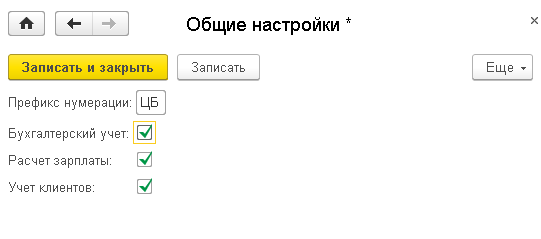 Общие настройки *
Записать и закрыть Записать Еще
Префикс нумерации: ЦБ
Бухгалтерский учет:
Расчет зарплаты:
Учет клиентов: